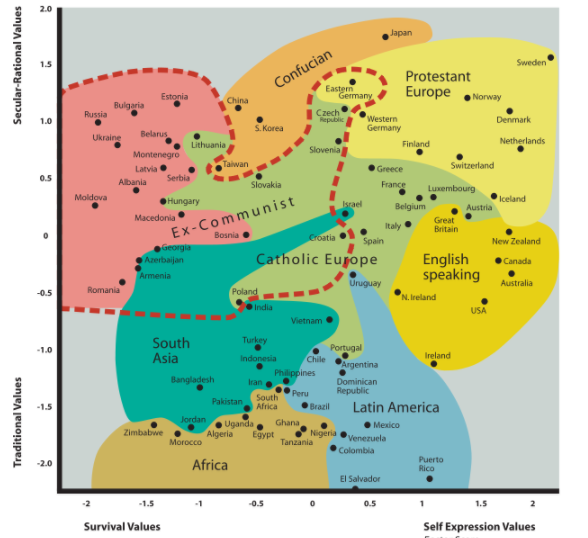 2.0
Japan
Secular-Rational Values
Confucian
Sweden
1.5
Protestant
Europe
Eastern
Germany
Estonia
China
Norway
Bulgaria
Czech
Republic
Denmark
Russia
S. Korea
Western
Germany
1.0
Ukraine
Belarus
Lithuania
Slovenia
Finland
Netherlands
Montenegro
Switzerland
Latvia
Serbia
Taiwan
Greece
0.5
Albania
Slovakia
France
Luxembourg
Iceland
Moldova
Hungary
Belgium
Austria
Macedonia
Ex-Communist
Israel
Great
Britain
0
Bosnia
Croatia
Spain
Italy
New Zealand
Georgia
Catholic Europe
English
speaking
Azerbaijan
Canada
Armenia
Uruguay
Australia
Romania
Poland
N. Ireland
-0.5
India
USA
Vietnam
South
Asia
Turkey
Portugal
Ireland
-1.0
Indonesia
Chile
Argentina
Bangladesh
Iran
Philippines
Dominican
Republic
South
Africa
Peru
Pakistan
Brazil
Latin America
-1.5
Jordan
Uganda
Ghana
Mexico
Zimbabwe
Morocco
Algeria
Egypt
Tanzania
Nigeria
Venezuela
Colombia
Africa
-2.0
Puerto
Rico
El Salvador
Traditional Values
-2
-1.5
-1
-0.5
0
0.5
1
1.5
2
Survival Values
Self Expression Values